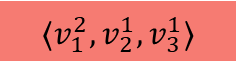 ⟨𝑣₁², 𝑣₂¹, 𝑣₃¹⟩